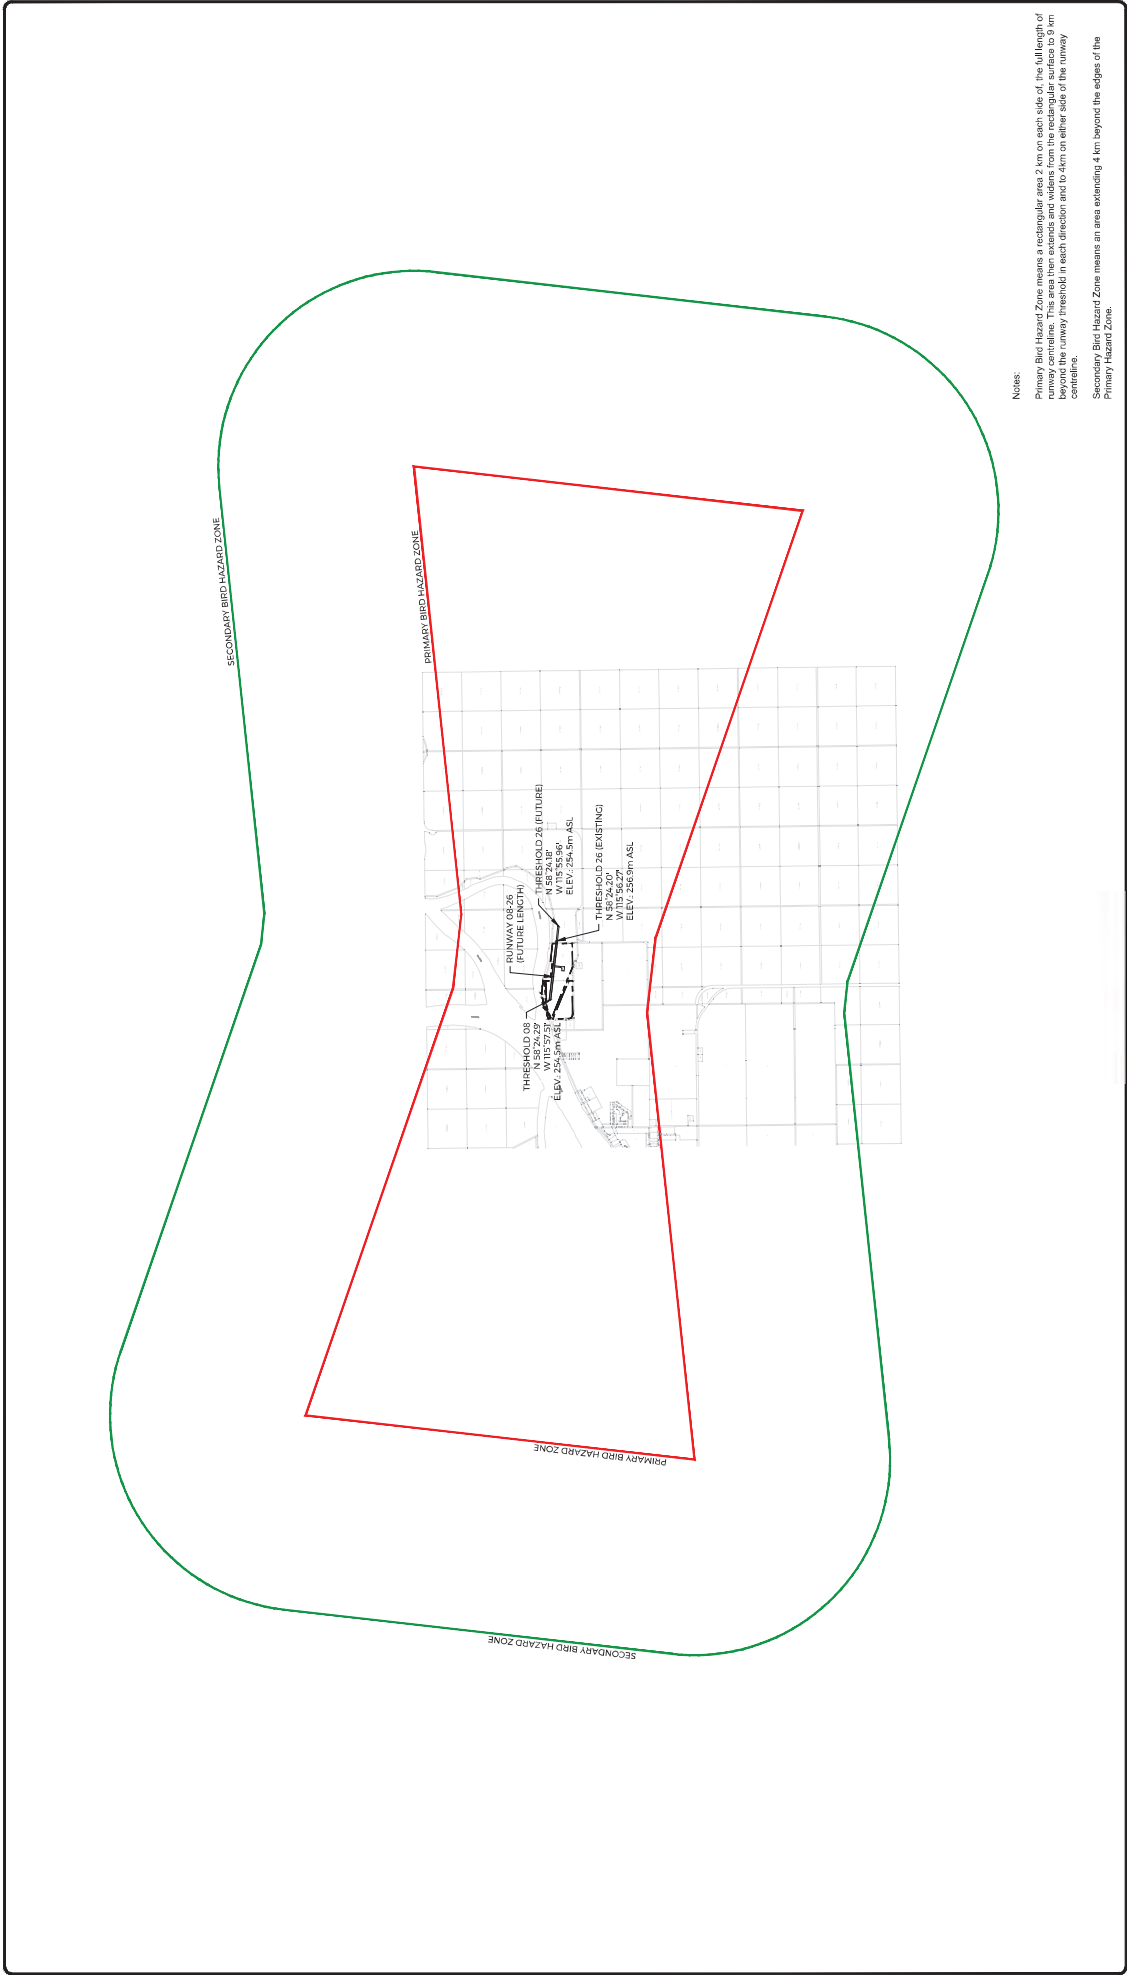 SECONDARY BIRD HAZARD ZONE
PRIMARY BIRD HAZARD ZONE
RUNWAY 08-26
(FUTURE LENGTH)
THRESHOLD 26 (FUTURE)
N 58°24.18'
W 115°55.96'
ELEV.: 254.5m ASL
THRESHOLD 26 (EXISTING)
N 58°24.20'
W 115°56.27'
ELEV.: 256.9m ASL
THRESHOLD 08
N 58°24.29'
W 115°57.51'
ELEV.: 254.5m ASL
PRIMARY BIRD HAZARD ZONE
SECONDARY BIRD HAZARD ZONE
Notes:
Primary Bird Hazard Zone means a rectangular area 2 km on each side of, the full length of
runway centreline. This area then extends and widens from the rectangular surface to 9 km
beyond the runway threshold in each direction and to 4km on either side of the runway
centreline.
Secondary Bird Hazard Zone means an area extending 4 km beyond the edges of the
Primary Hazard Zone.